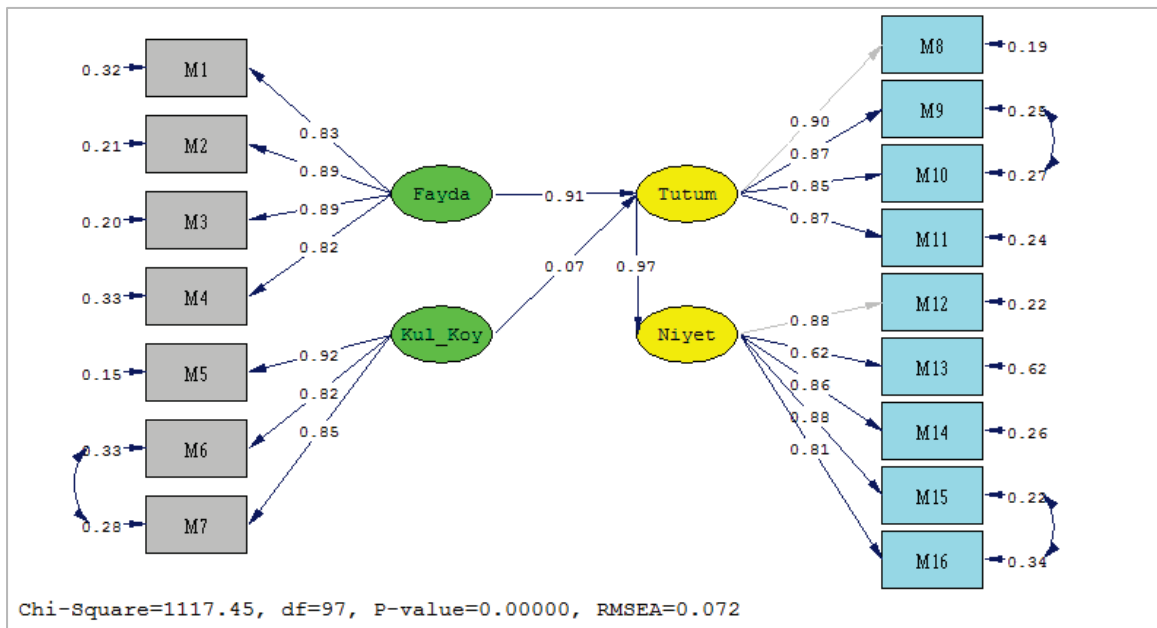 0.32
M1
0.21
M2
0.20
M3
0.33
M4
0.15
M5
0.33
M6
0.28
M7
0.83
0.89
0.89
0.82
0.92
0.82
0.85
Fayda
Kul_Koy
0.91
0.07
0.97
Tutum
Niyet
0.90
0.87
0.85
0.87
0.88
0.62
0.86
0.88
0.81
M8
0.19
M9
0.25
M10
0.27
M11
0.24
M12
0.22
M13
0.62
M14
0.26
M15
0.22
M16
0.34
Chi-Square=1117.45, df=97, P-value=0.00000, RMSEA=0.072